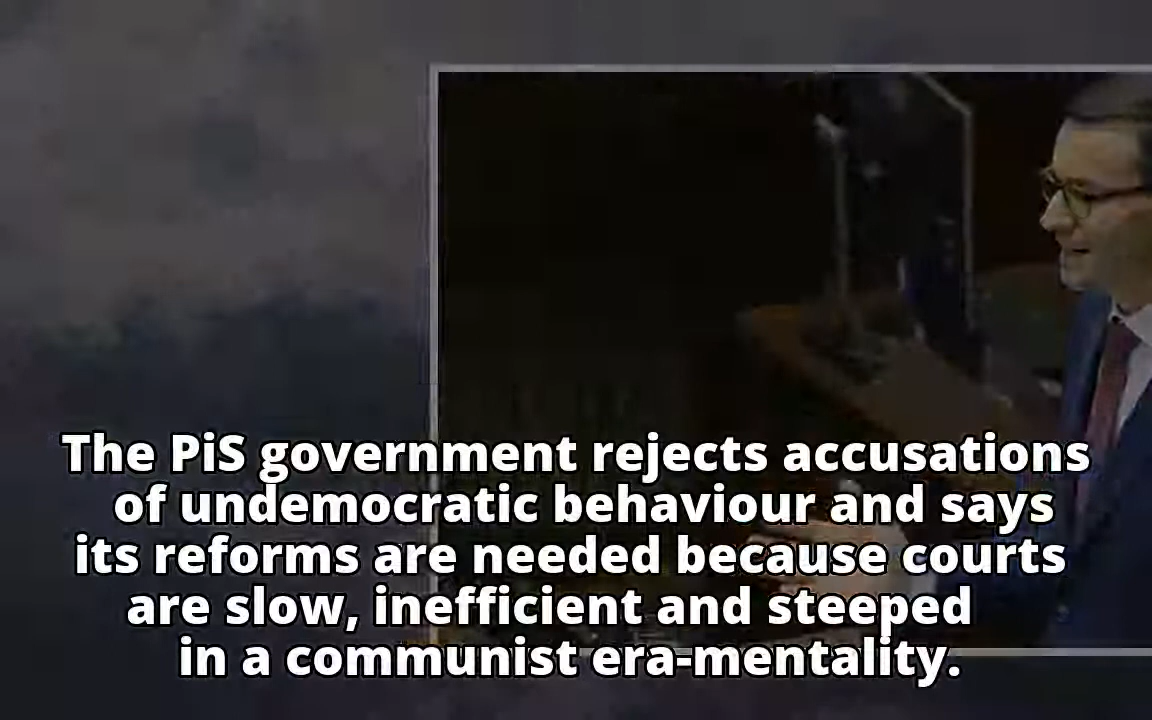 The PiS government rejects accusations
of undemocratic behaviour and says
its reforms are needed because courts
are slow, inefficient and steeped
in a communist era-mentality.